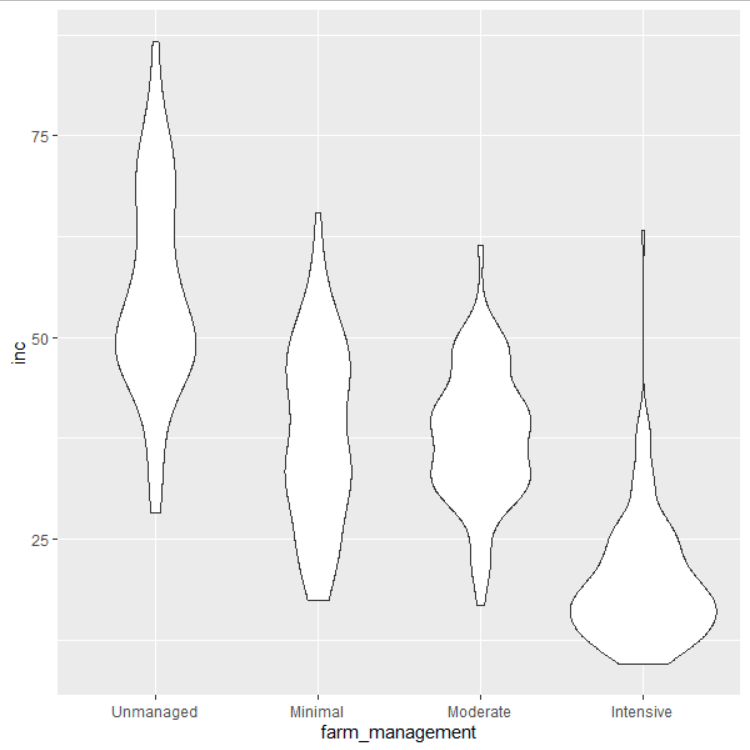 75
50
25
inc
Unmanaged Minimal Moderate Intensive
farm_management